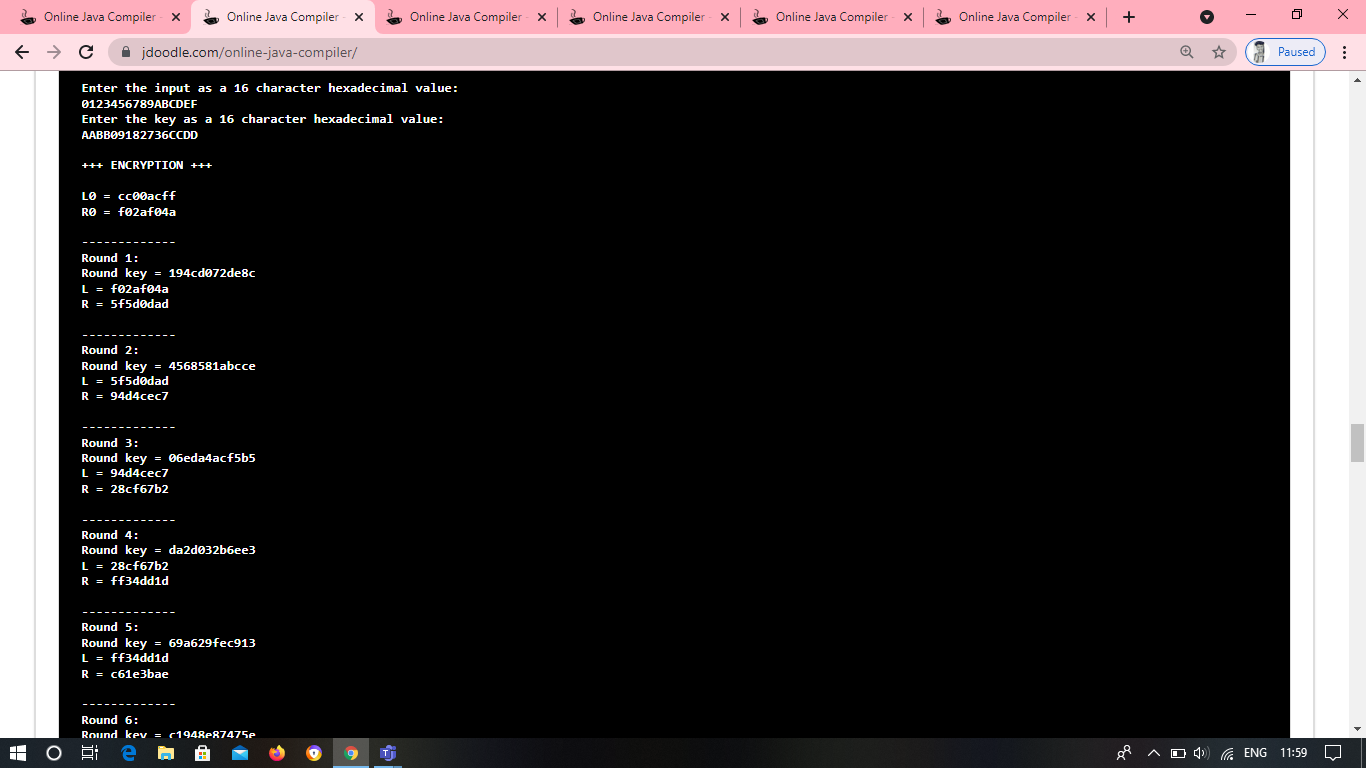 Online Java Compiler - Online Java Compiler - Online Java Compiler - Online Java Compiler - Online Java Compiler - Online Java Compiler -
jdoodle.com/online-java-compiler/ Paused
Enter the input as a 16 character hexadecimal value:
0123456789ABCDEF
Enter the key as a 16 character hexadecimal value:
AABB09182736CCDD
+++ ENCRYPTION +++
L0 = cc00acff
R0 = f02af04a
-------------
Round 1:
Round key = 194cd072de8c
L = f02af04a
R = 5f5d0dad
-------------
Round 2:
Round key = 4568581abcce
L = 5f5d0dad
R = 94d4cec7
-------------
Round 3:
Round key = 06eda4acf5b5
L = 94d4cec7
R = 28cf67b2
-------------
Round 4:
Round key = da2d032b6ee3
L = 28cf67b2
R = ff34dd1d
-------------
Round 5:
Round key = 69a629fec913
L = ff34dd1d
R = c61e3bae
-------------
Round 6:
Round key = c1948e87475e
ENG 11:59